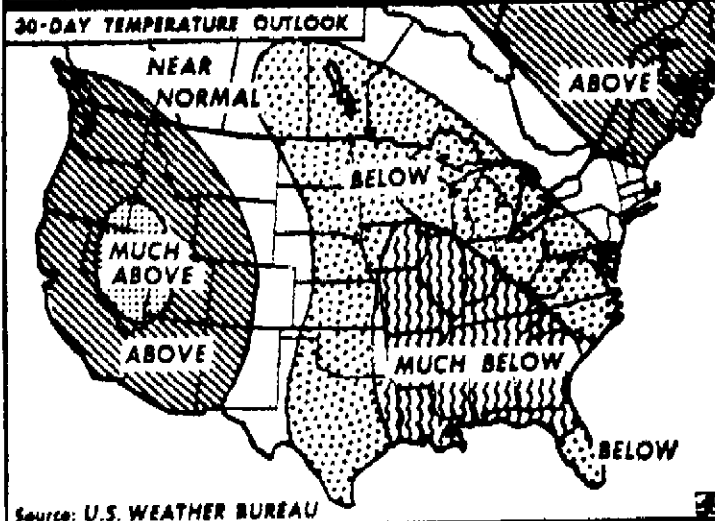 30-DAY TEMPERATURE OUTLOOK
NEAR
NORMAL
ABOVE
BELOW
MUCH
ABOVE
ABOVE
MUCH BELOW
BELOW
Source: U.S. WEATHER BUREAU